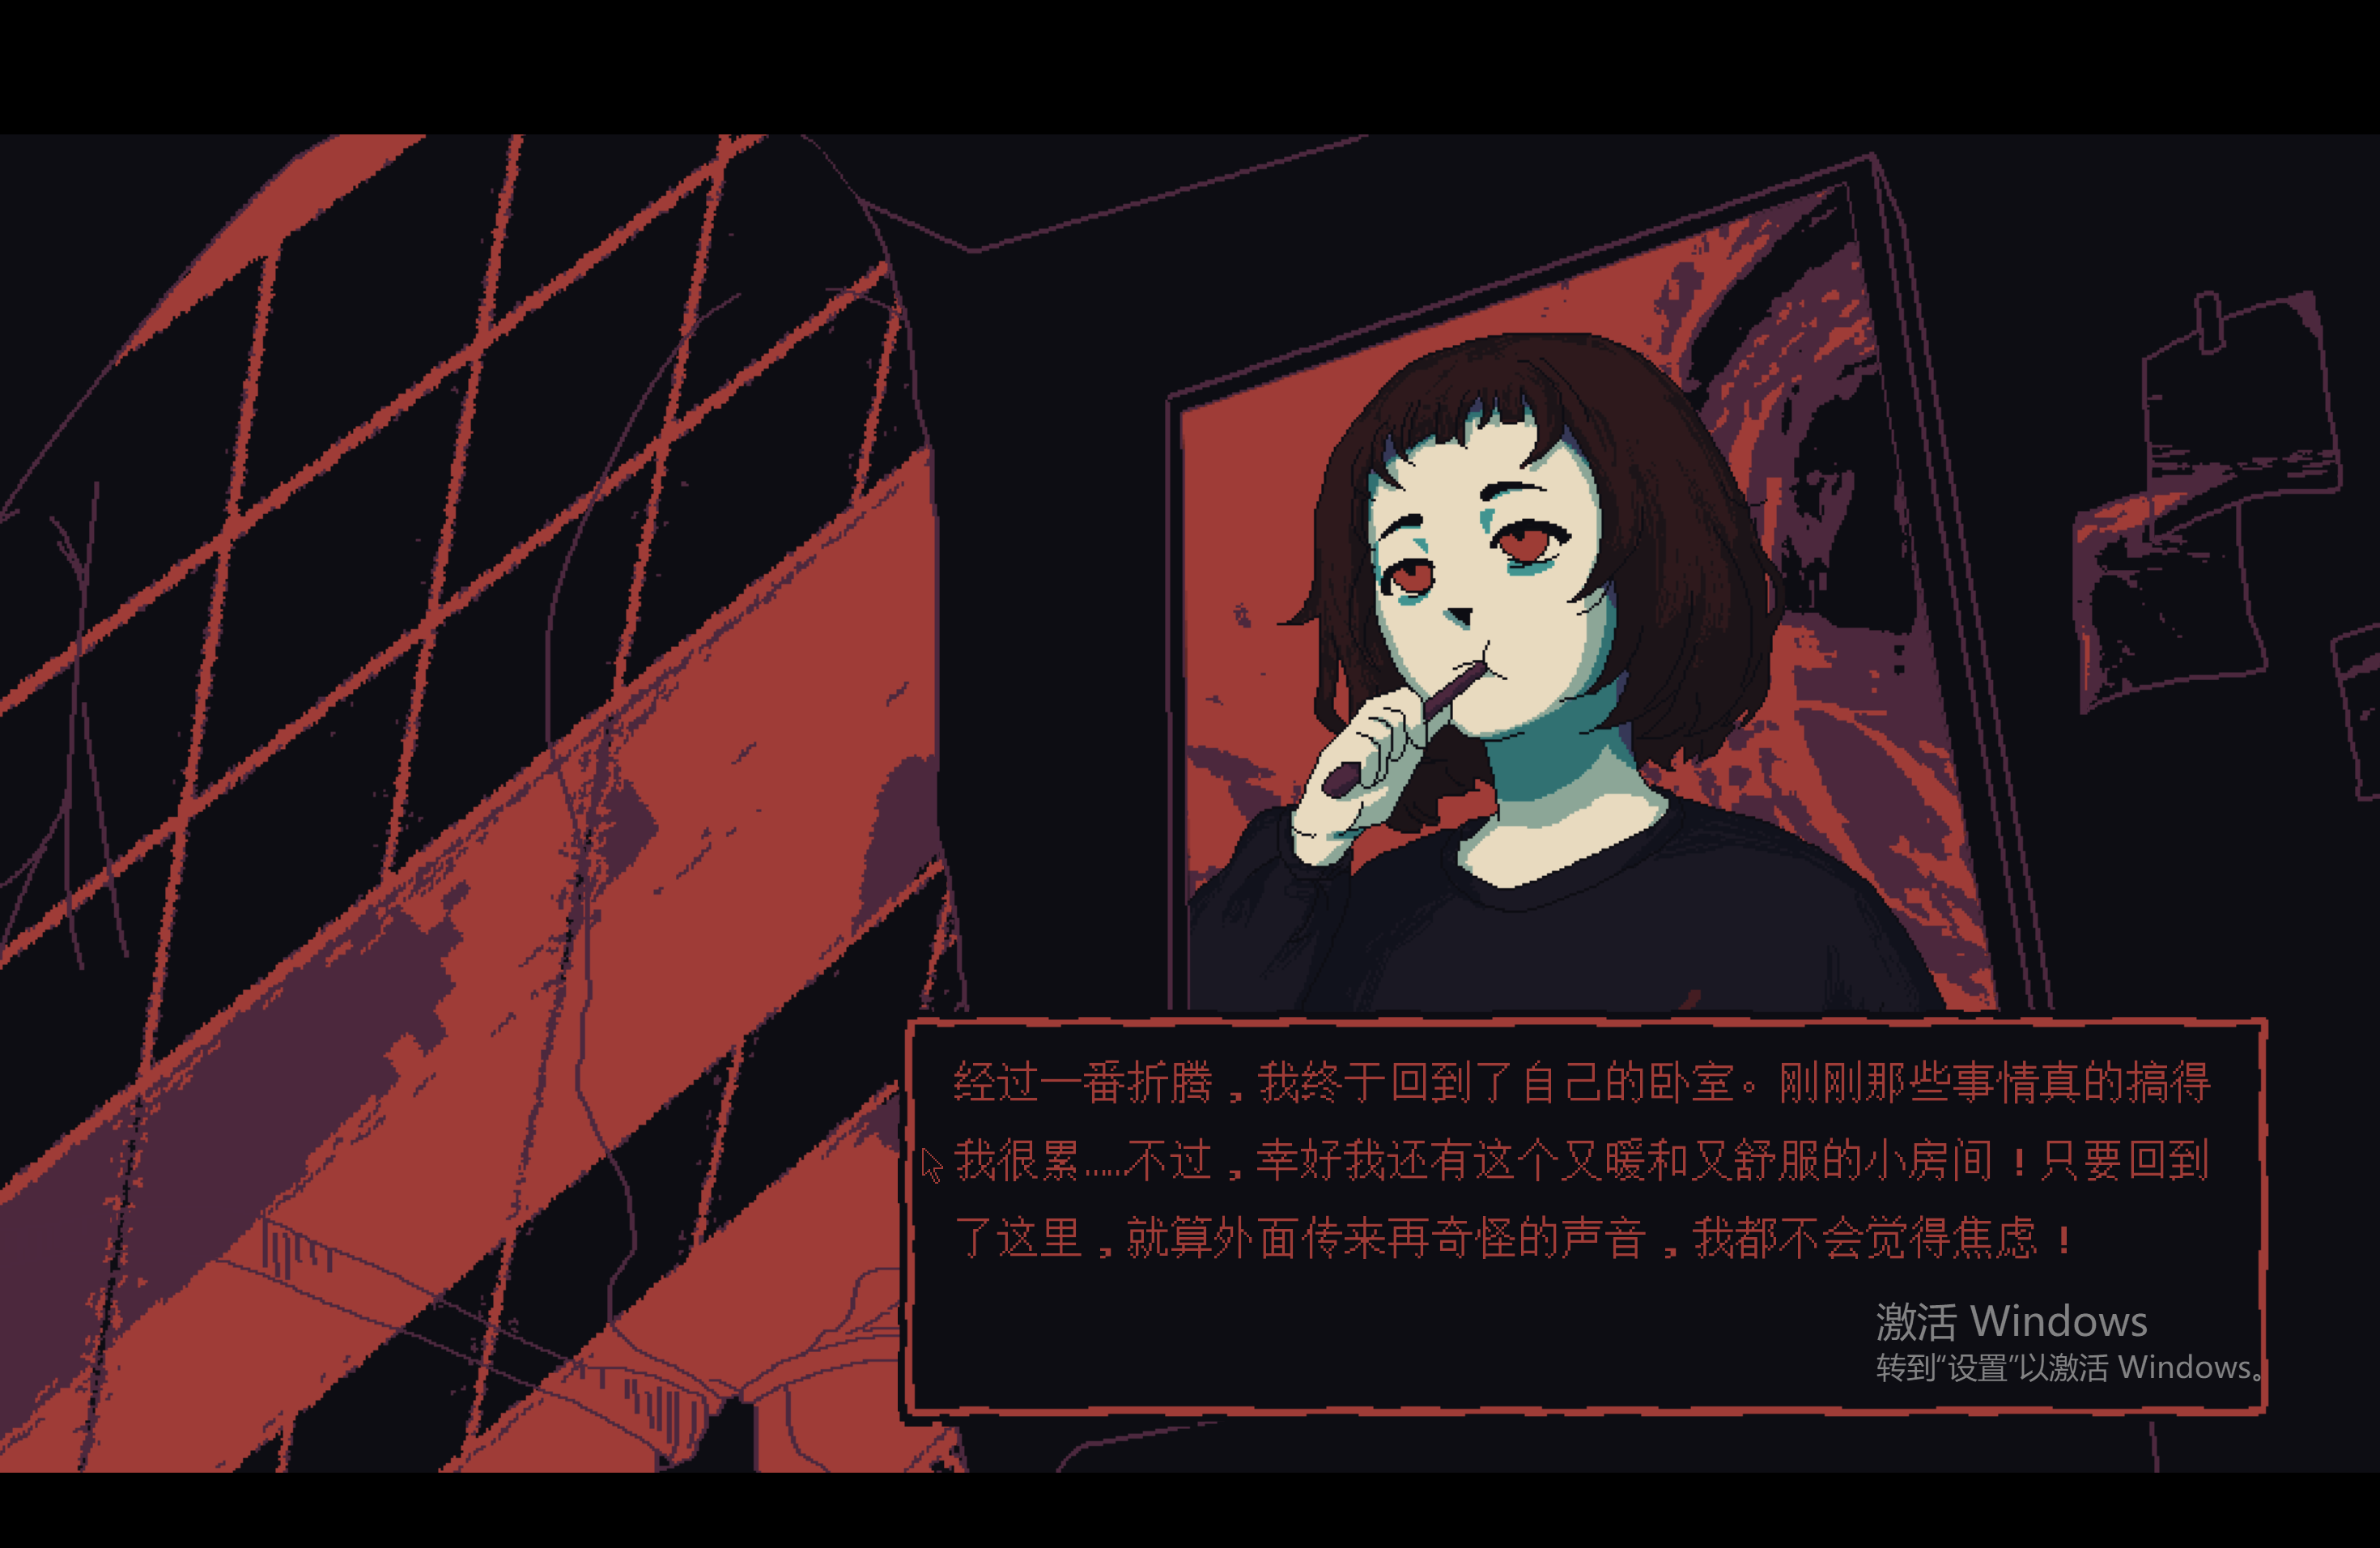 经过一番折腾，我终于回到了自己的卧室。刚刚那些事情真的搞得
我很累……不过，幸好我还有这个又暖和又舒服的小房间！只要回到
了这里，就算外面传来再奇怪的声音，我都不会觉得焦虑！
激活 Windows
转到“设置”以激活 Windows。